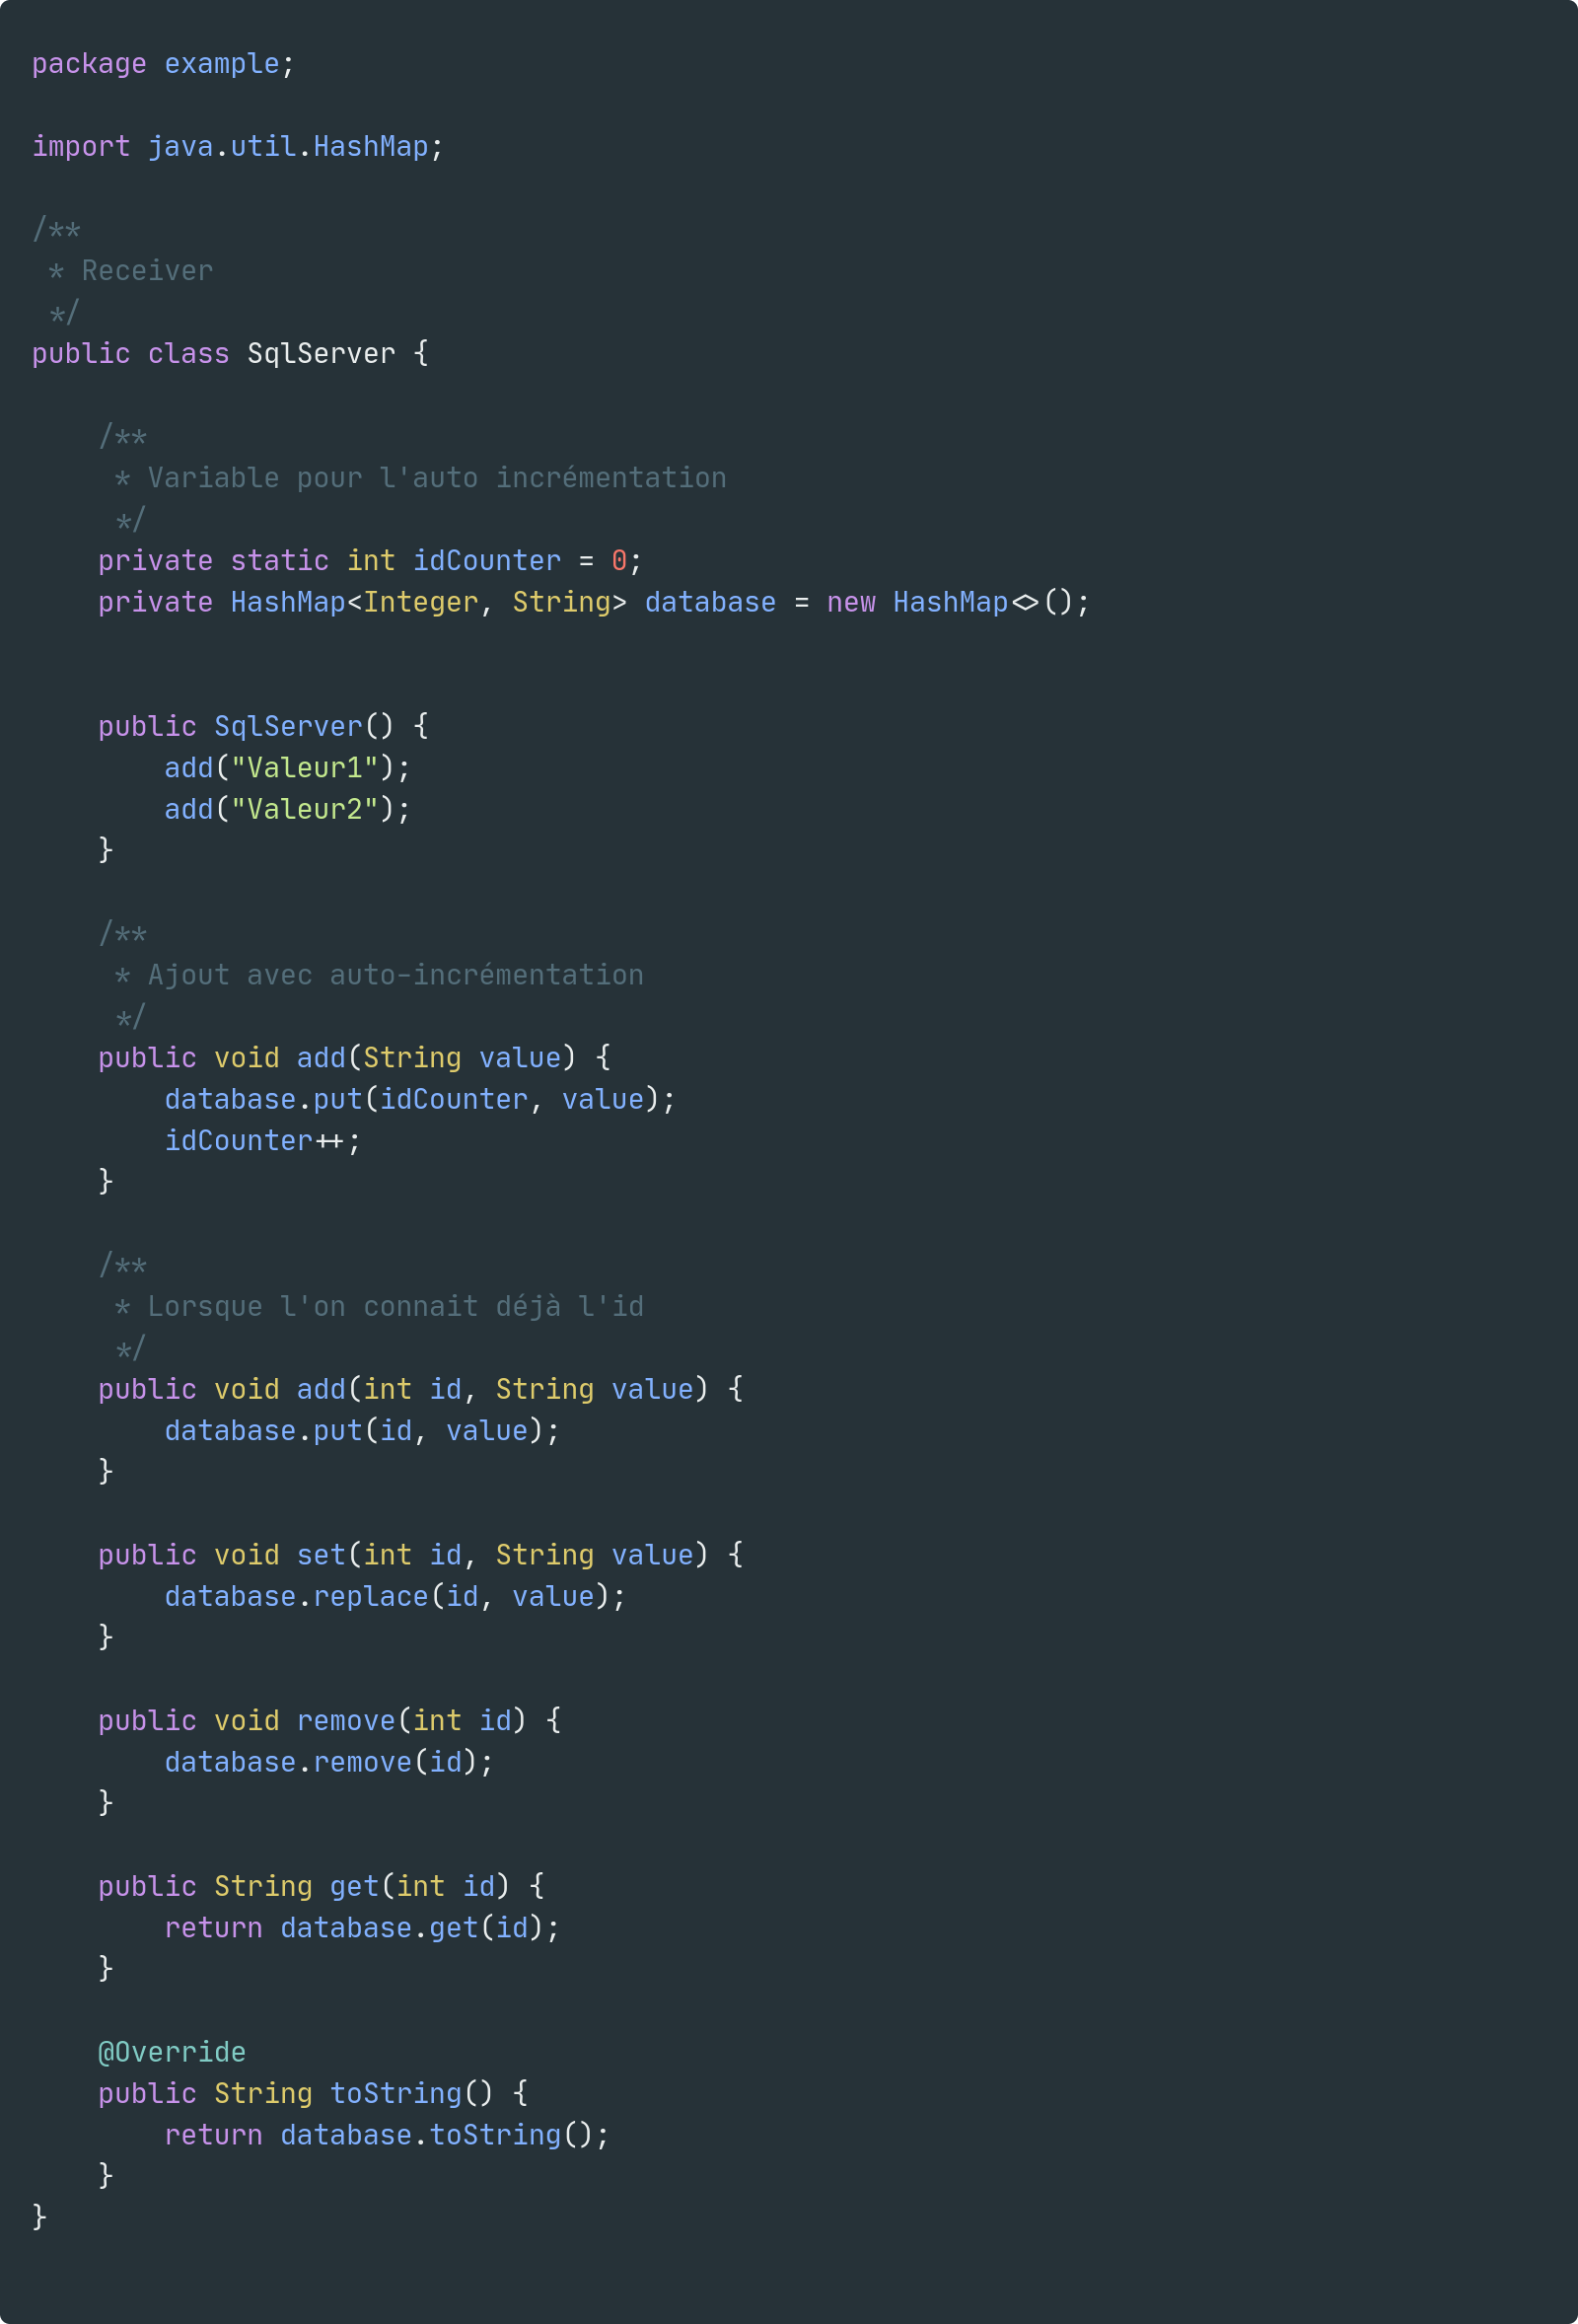 package example;

import java.util.HashMap;

/**
 * Receiver
 */
public class SqlServer {

    /**
     * Variable pour l'auto incrémentation
     */
    private static int idCounter = 0;
    private HashMap<Integer, String> database = new HashMap<>();


    public SqlServer() {
        add("Valeur1");
        add("Valeur2");
    }

    /**
     * Ajout avec auto-incrémentation
     */
    public void add(String value) {
        database.put(idCounter, value);
        idCounter++;
    }

    /**
     * Lorsque l'on connait déjà l'id
     */
    public void add(int id, String value) {
        database.put(id, value);
    }

    public void set(int id, String value) {
        database.replace(id, value);
    }

    public void remove(int id) {
        database.remove(id);
    }

    public String get(int id) {
        return database.get(id);
    }

    @Override
    public String toString() {
        return database.toString();
    }
}